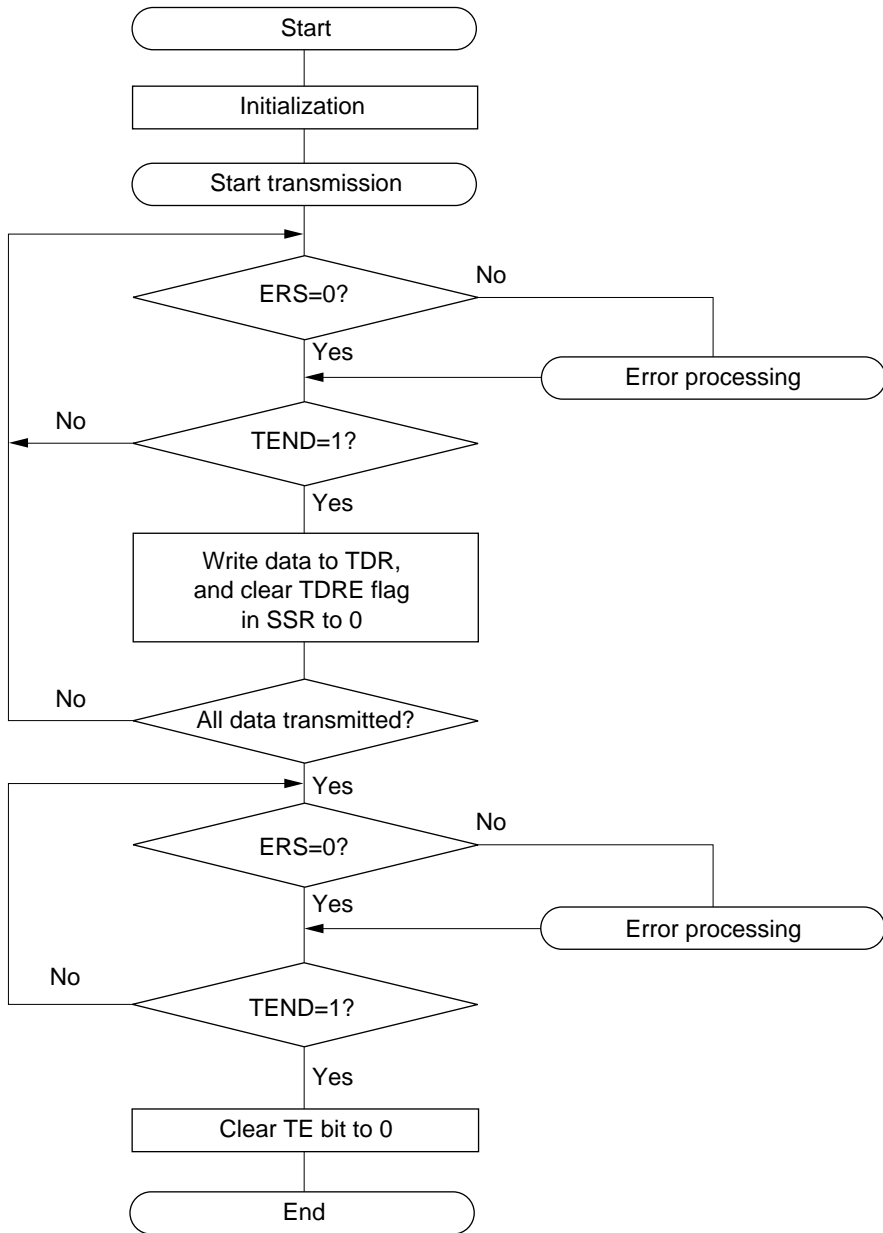 Start
Initialization
Start transmission
ERS=0?
No
Yes
Error processing
No
TEND=1?
Yes
Write data to TDR,
and clear TDRE flag
in SSR to 0
No
All data transmitted?
Yes
ERS=0?
No
Yes
Error processing
No
TEND=1?
Yes
Clear TE bit to 0
End